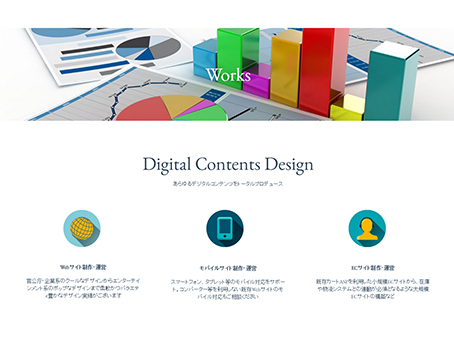 Works
Digital Contents Design
あらゆるデジタルコンテンツをトータルプロデュース
Webサイト制作・運営
官公庁・企業系のクールなデザインからエンターテイ
ンメント系のポップなデザインまで柔軟かつバラエティ
豊かなデザイン実績がございます
モバイルサイト制作・運営
スマートフォン、タブレット等のモバイル対応をサポー
ト。コンバーター等を利用しない既存Webサイトのモ
バイル対応もご相談ください
ECサイト制作・運営
既存カートASPを利用した小規模ECサイトから、在庫
や物流システムとの連動が必須となるような大規模
ECサイトの構築など